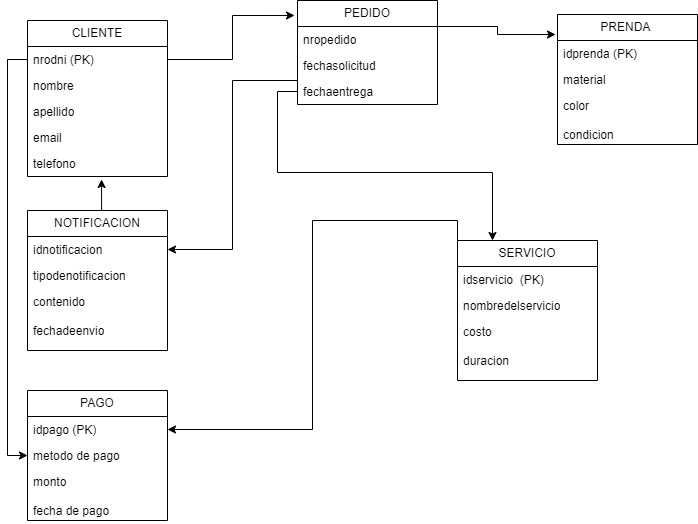 CLIENTE
nrodni (PK)
nombre
apellido
email
telefono
PEDIDO
nropedido
fechasolicitud
fechaentrega
PRENDA
idprenda (PK)
material
color
condicion
NOTIFICACION
idnotificacion
tipodenotificacion
contenido
fechadeenvio
SERVICIO
idservicio (PK)
nombredelservicio
costo
duracion
PAGO
idpago (PK)
metodo de pago
monto
fecha de pago